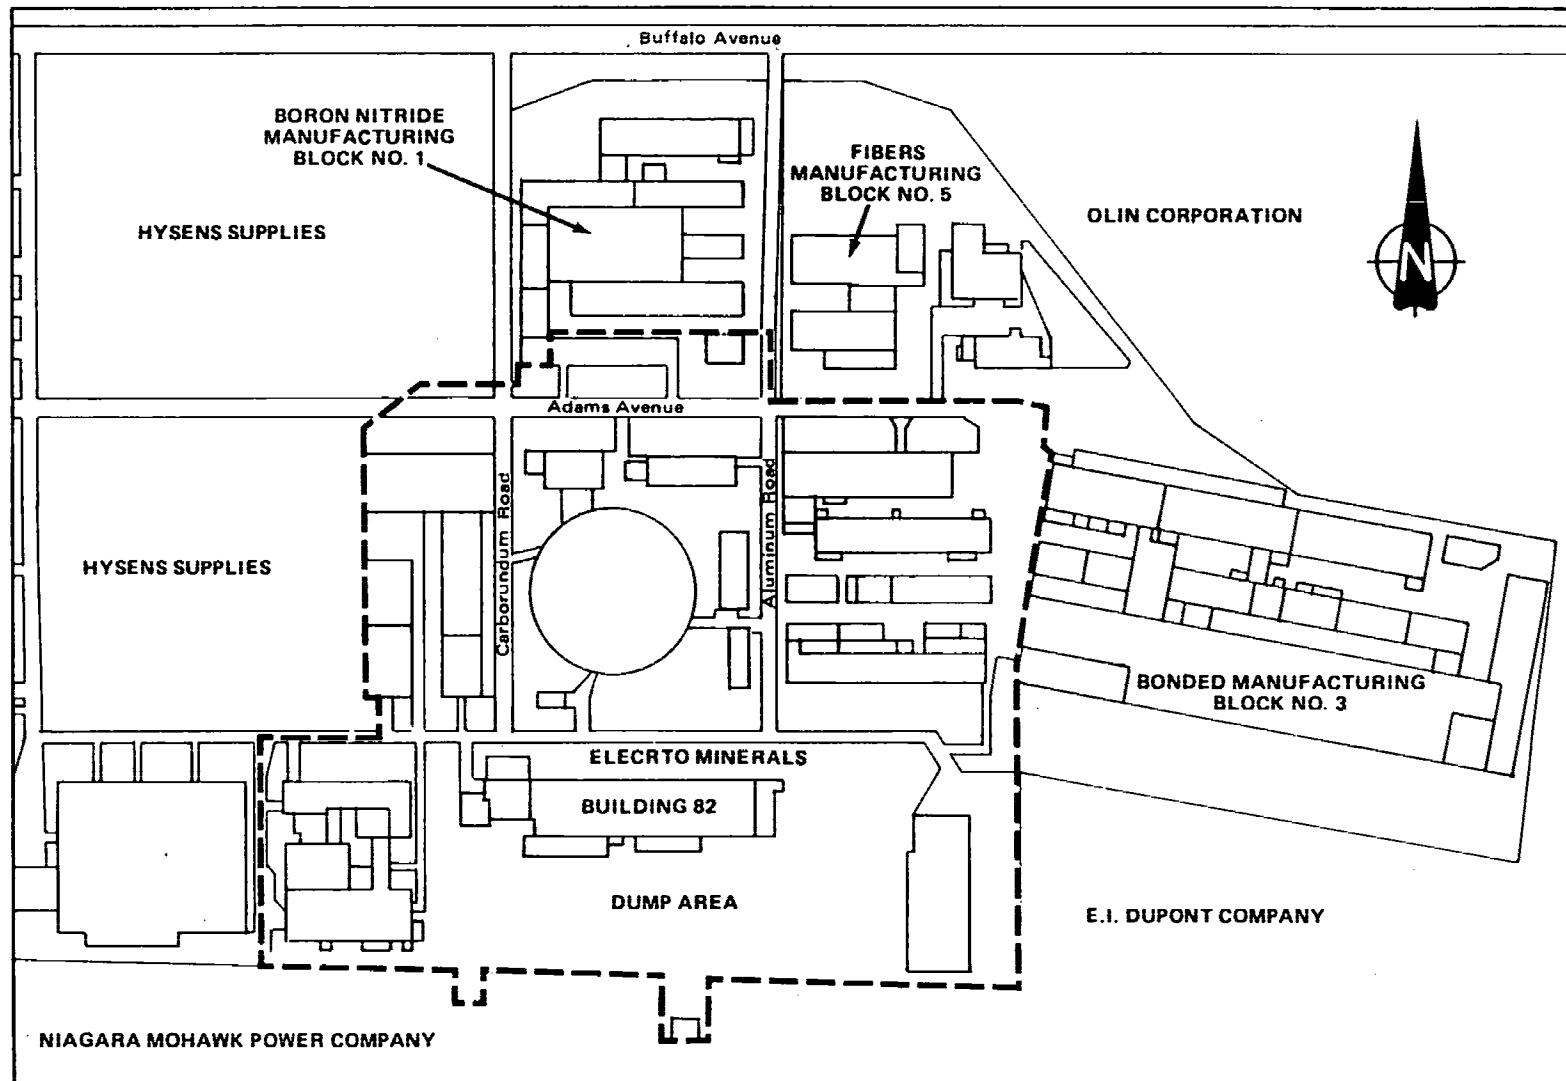 Buffalo Avenue
BORON NITRIDE
MANUFACTURING
BLOCK NO. 1
FIBERS
MANUFACTURING
BLOCK NO. 5
OLIN CORPORATION
HYSENS SUPPLIES
N
Adams Avenue
Carborundum Road
Aluminum Road
HYSENS SUPPLIES
BONDED MANUFACTURING
BLOCK NO. 3
ELECRTO MINERALS
BUILDING 82
DUMP AREA
E.I. DUPONT COMPANY
NIAGARA MOHAWK POWER COMPANY